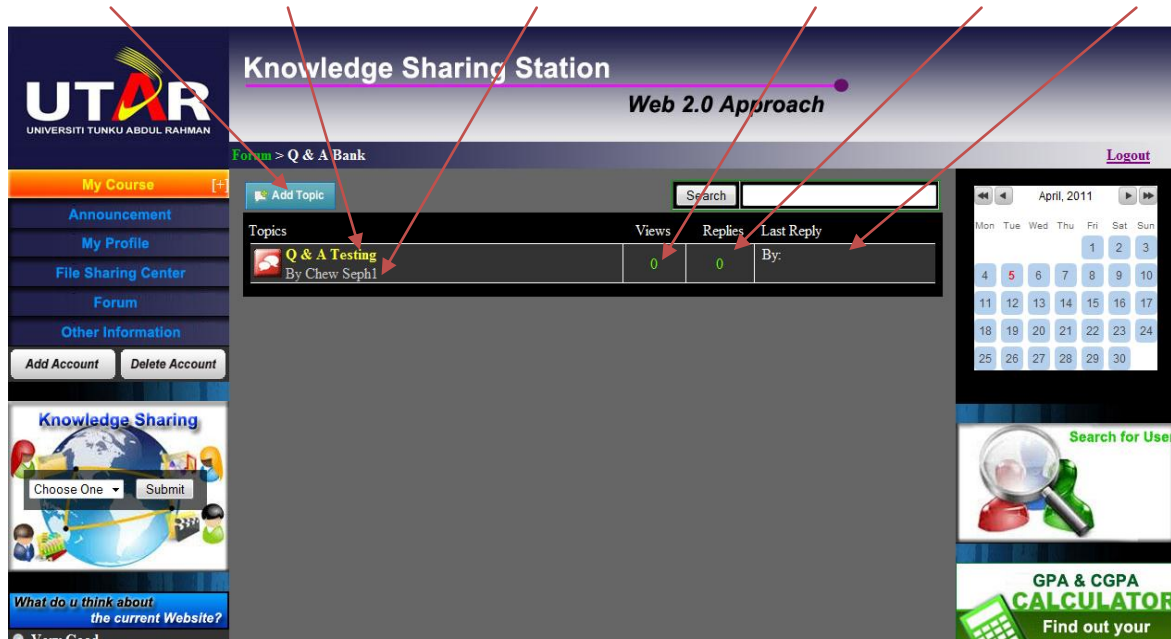 UTAR
UNIVERSITI TUNKU ABDUL RAHMAN
Knowledge Sharing Station
Web 2.0 Approach
Forum > Q & A Bank
Logout
My Course [+]
Announcement
My Profile
File Sharing Center
Forum
Other Information
Add Account Delete Account
Knowledge Sharing
Choose One Submit
What do u think about
the current Website?
Very Good
Add Topic
Search
Topics Views Replies Last Reply
Q & A Testing 0 0 By:
By Chew Seph1
April, 2011
Mon Tue Wed Thu Fri Sat Sun
1 2 3
4 5 6 7 8 9 10
11 12 13 14 15 16 17
18 19 20 21 22 23 24
25 26 27 28 29 30
Search for User
GPA & CGPA
CALCULATOR
Find out your